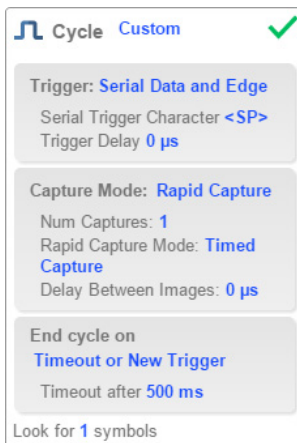 Cycle Custom
Trigger: Serial Data and Edge
Serial Trigger Character <SP>
Trigger Delay 0 µs
Capture Mode: Rapid Capture
Num Captures: 1
Rapid Capture Mode: Timed
Capture
Delay Between Images: 0 µs
End cycle on
Timeout or New Trigger
Timeout after 500 ms
Look for 1 symbols